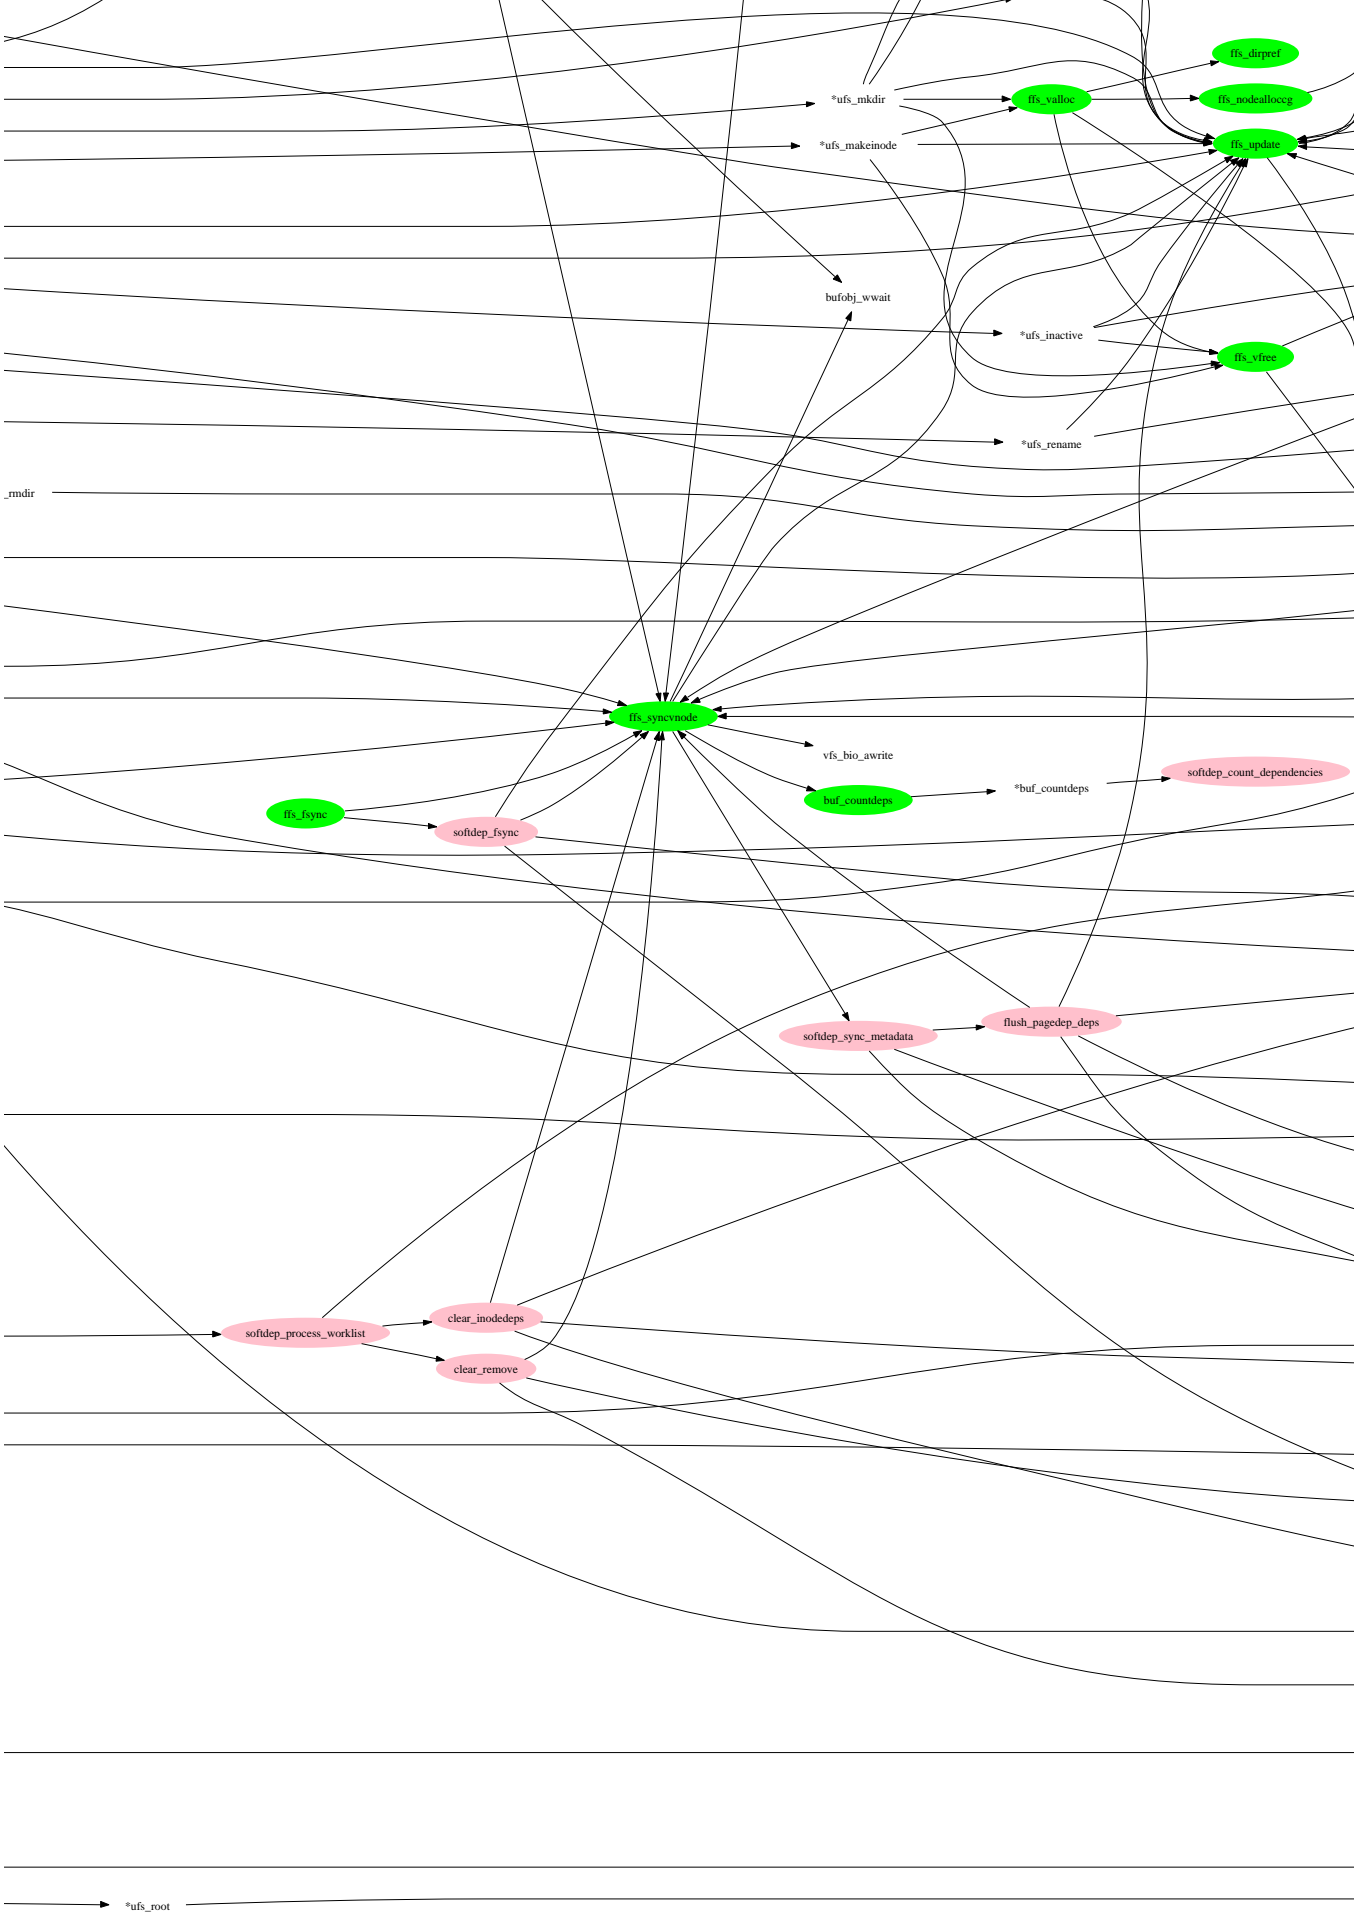 ffs_dirpref
*ufs_mkdir
ffs_valloc
ffs_nodealloccg
*ufs_makeinode
ffs_update
bufobj_wwait
*ufs_inactive
ffs_vfree
*ufs_rename
_rmdir
ffs_syncvnode
vfs_bio_awrite
softdep_count_dependencies
*buf_countdeps
buf_countdeps
ffs_fsync
softdep_fsync
flush_pagedep_deps
softdep_sync_metadata
clear_inodedeps
softdep_process_worklist
clear_remove
*ufs_root